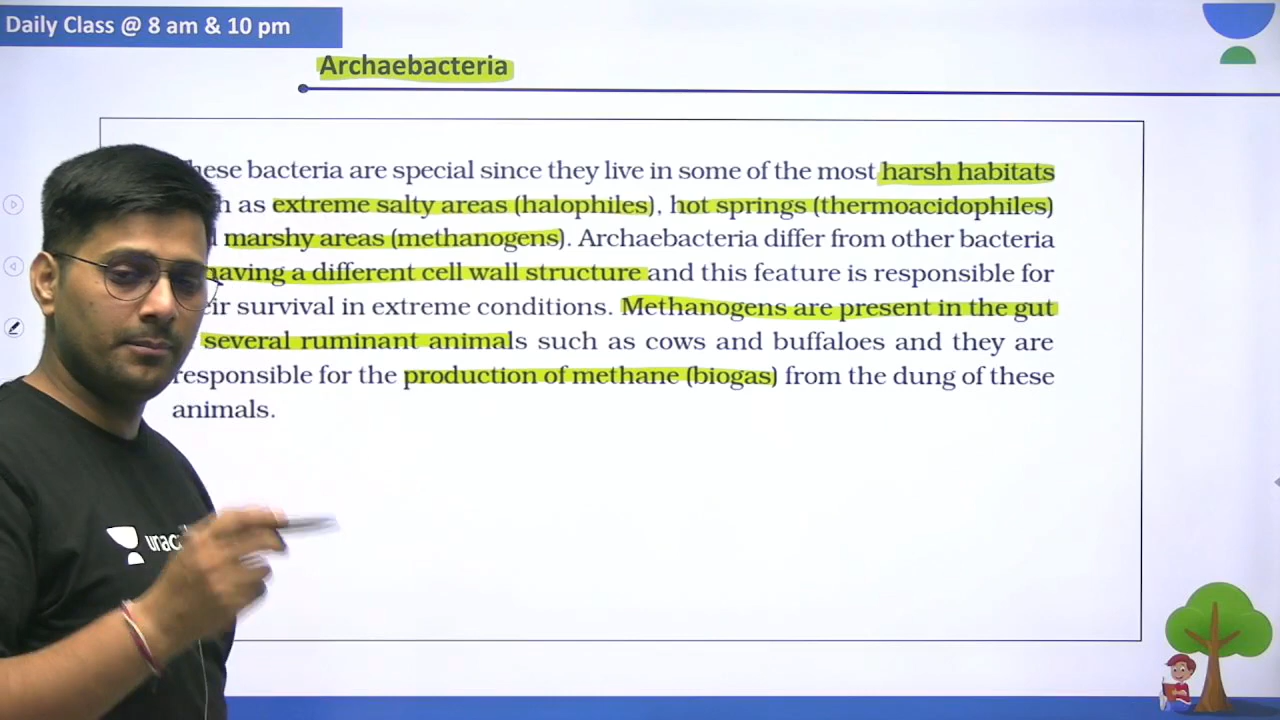 Daily Class @ 8 am & 10 pm
Archaebacteria
hese bacteria are special since they live in some of the most harsh habitats
h as extreme salty areas (halophiles), hot springs (thermoacidophiles)
marshy areas (methanogens). Archaebacteria differ from other bacteria
having a different cell wall structure and this feature is responsible for
eir survival in extreme conditions. Methanogens are present in the gut
several ruminant animals such as cows and buffaloes and they are
responsible for the production of methane (biogas) from the dung of these
animals.
unac